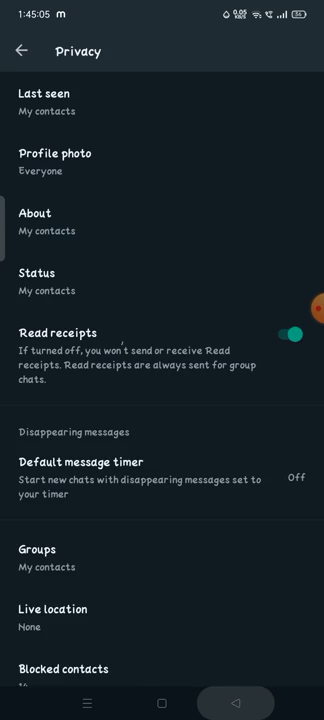 1:45:05 m
0.05
Privacy
Last seen
My contacts
Profile photo
Everyone
About
My contacts
Status
My contacts
Read receipts
If turned off, you won't send or receive Read
receipts. Read receipts are always sent for group
chats.
Disappearing messages
Default message timer
Start new chats with disappearing messages set to
your timer
Off
Groups
My contacts
Live location
None
Blocked contacts